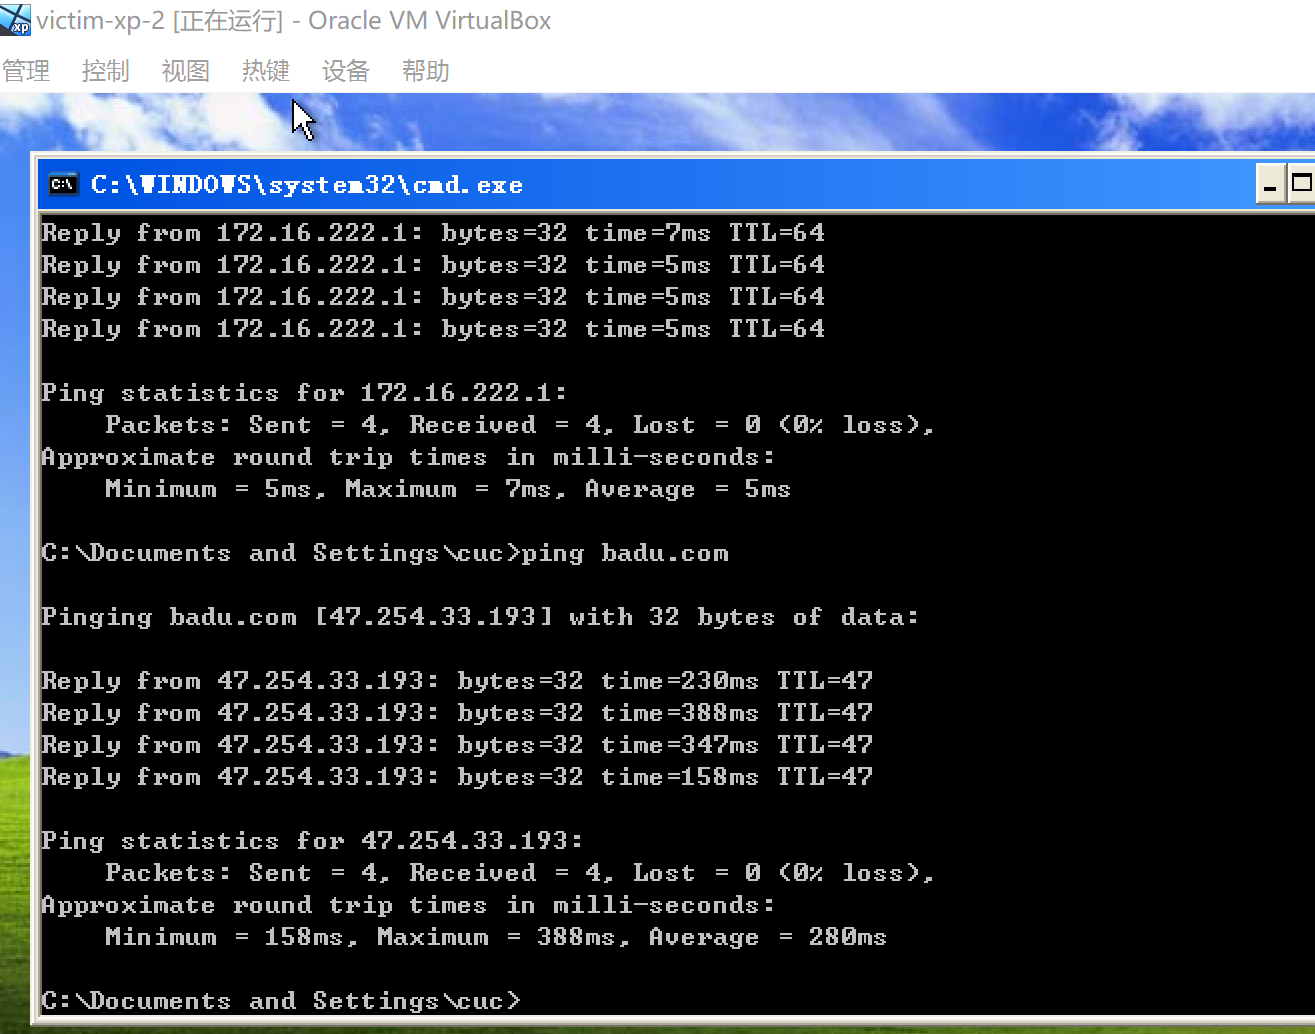 victim-xp-2 [正在运行] - Oracle VM VirtualBox
管理 控制 视图 热键 设备 帮助
C:\WINDOWS\system32\cmd.exe
Reply from 172.16.222.1: bytes=32 time=7ms TTL=64
Reply from 172.16.222.1: bytes=32 time=5ms TTL=64
Reply from 172.16.222.1: bytes=32 time=5ms TTL=64
Reply from 172.16.222.1: bytes=32 time=5ms TTL=64
Ping statistics for 172.16.222.1:
Packets: Sent = 4, Received = 4, Lost = 0 (0% loss),
Approximate round trip times in milli-seconds:
Minimum = 5ms, Maximum = 7ms, Average = 5ms
C:\Documents and Settings\cuc>ping badu.com
Pinging badu.com [47.254.33.193] with 32 bytes of data:
Reply from 47.254.33.193: bytes=32 time=230ms TTL=47
Reply from 47.254.33.193: bytes=32 time=388ms TTL=47
Reply from 47.254.33.193: bytes=32 time=347ms TTL=47
Reply from 47.254.33.193: bytes=32 time=158ms TTL=47
Ping statistics for 47.254.33.193:
Packets: Sent = 4, Received = 4, Lost = 0 (0% loss),
Approximate round trip times in milli-seconds:
Minimum = 158ms, Maximum = 388ms, Average = 280ms
C:\Documents and Settings\cuc>